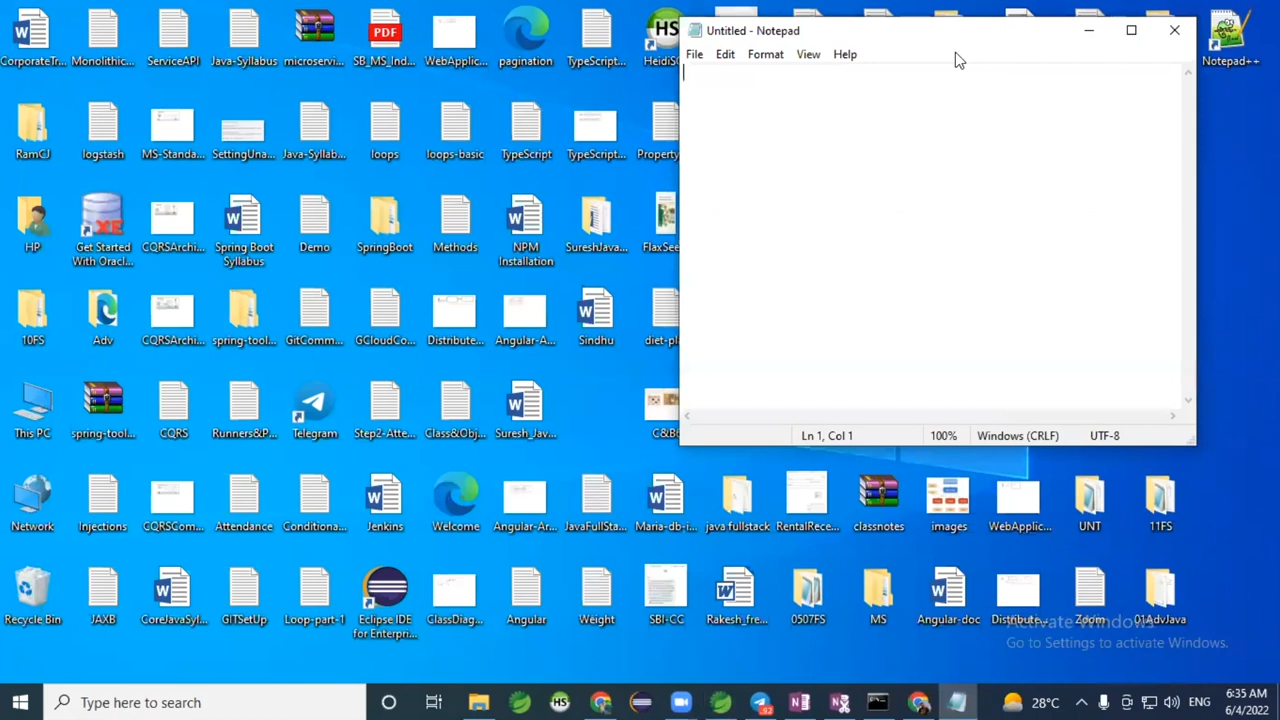 Untitled - Notepad
File Edit Format View Help
Ln 1, Col 1 100% Windows (CRLF) UTF-8
CorporateTr... Monolithic... ServiceAPI Java-Syllabus microservi... SB_MS_Ind... WebApplic... pagination TypeScript... HeidiSQ Notepad++
RamCJ logstash MS-Standa... SettingUna... Java-Syllab... loops loops-basic TypeScript TypeScript... Property
HP Get Started With Oracl... CQRSArchi... Spring Boot Syllabus Demo SpringBoot Methods NPM Installation SureshJava... FlaxSee
10FS Adv CQRSArchi... spring-tool... GitComm... GCloudCo... Distribute... Angular-A... Sindhu diet-pl
This PC spring-tool... CQRS Runners&P... Telegram Step2-Atte... Class&Obj... Suresh_Jav... C&B6
Network Injections CQRSCom... Attendance Conditiona... Jenkins Welcome Angular-Ar... JavaFullSta... Maria-db-i... java fullstack RentalRece... classnotes images WebApplic... UNT 11FS
Recycle Bin JAXB CoreJavaSyl... GITSetUp Loop-part-1 Eclipse IDE for Enterpri... ClassDiag... Angular Weight SBI-CC Rakesh_fre... 0507FS MS Angular-doc Distribute... Zoom 01AdvJava
Activate Windows
Go to Settings to activate Windows.
Type here to search 28°C ENG 6:35 AM
6/4/2022